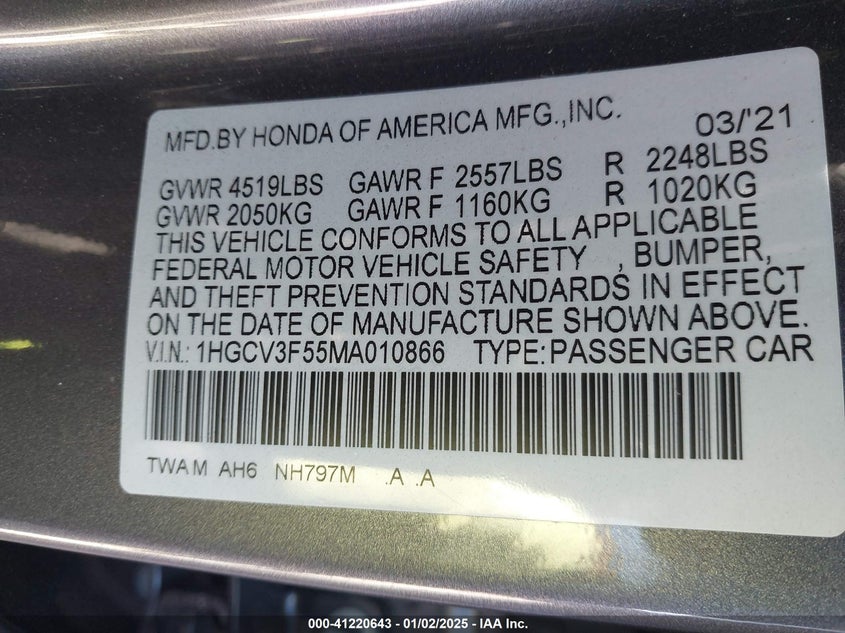 MFD.BY HONDA OF AMERICA MFG.,INC. 03/'21
GVWR 4519LBS GAWR F 2557LBS R 2248LBS
GVWR 2050KG GAWR F 1160KG R 1020KG
THIS VEHICLE CONFORMS TO ALL APPLICABLE
FEDERAL MOTOR VEHICLE SAFETY , BUMPER,
AND THEFT PREVENTION STANDARDS IN EFFECT
ON THE DATE OF MANUFACTURE SHOWN ABOVE.
V.I.N.: 1HGCV3F55MA010866 TYPE:PASSENGER CAR
TWA M AH6 NH797M .A .A
000-41220643 — 01/02/2025 — IAA Inc.